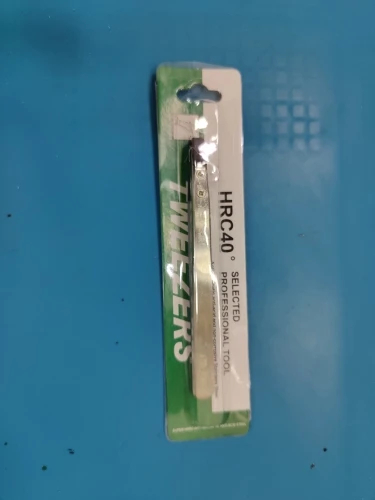 TWEEZERS
HRC40°
SELECTED
PROFESSIONAL TOOL